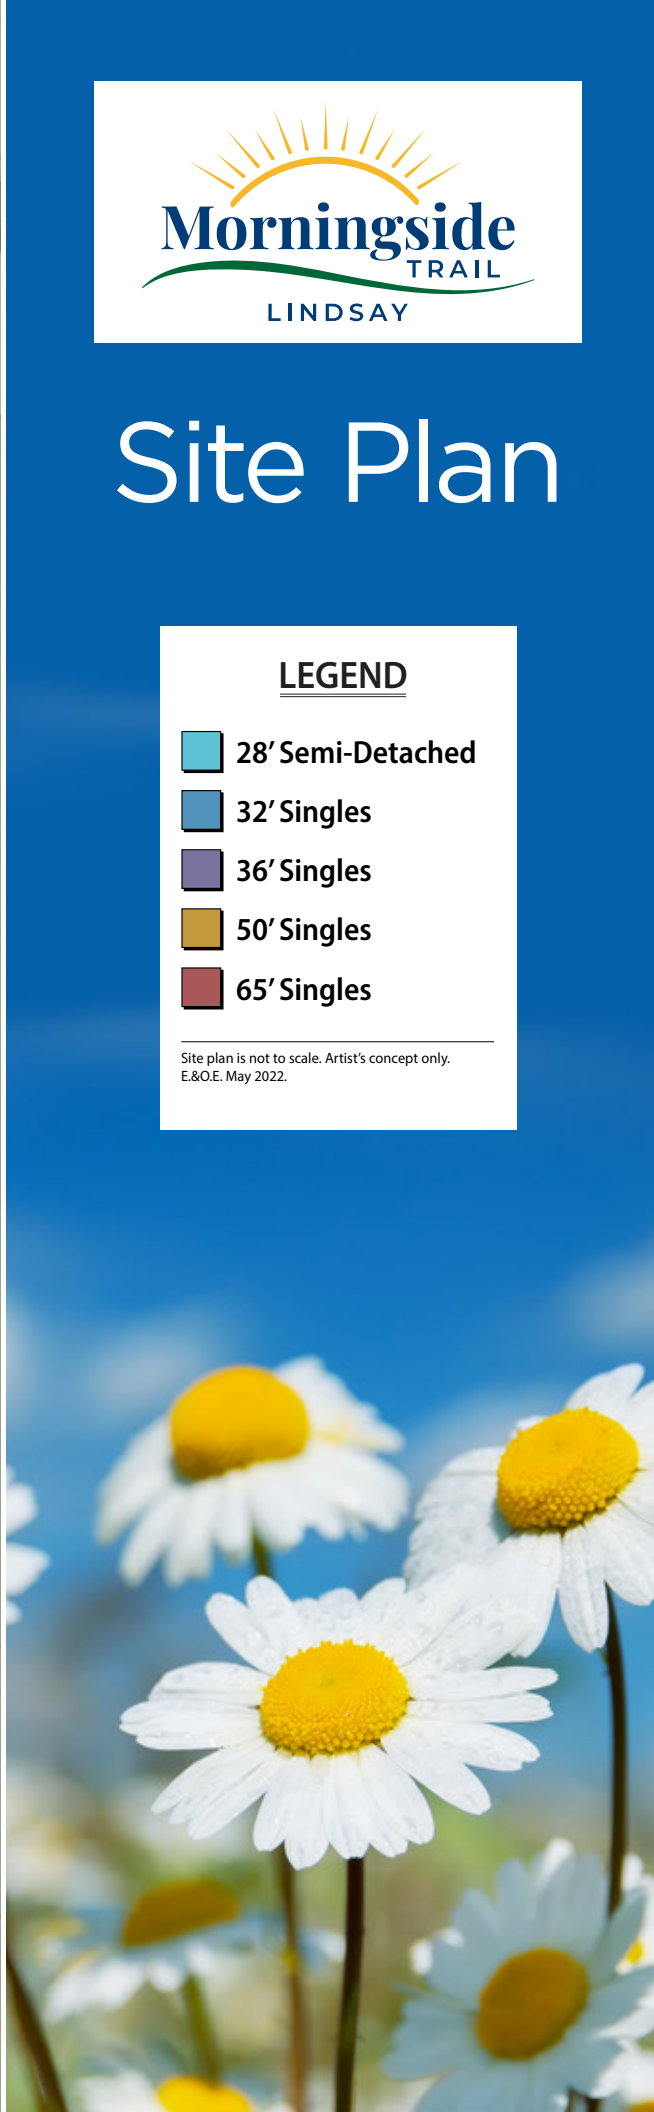 Morningside
TRAIL
LINDSAY
Site Plan
LEGEND
28′ Semi-Detached
32′ Singles
36′ Singles
50′ Singles
65′ Singles
Site plan is not to scale. Artist’s concept only.
E.&O.E. May 2022.